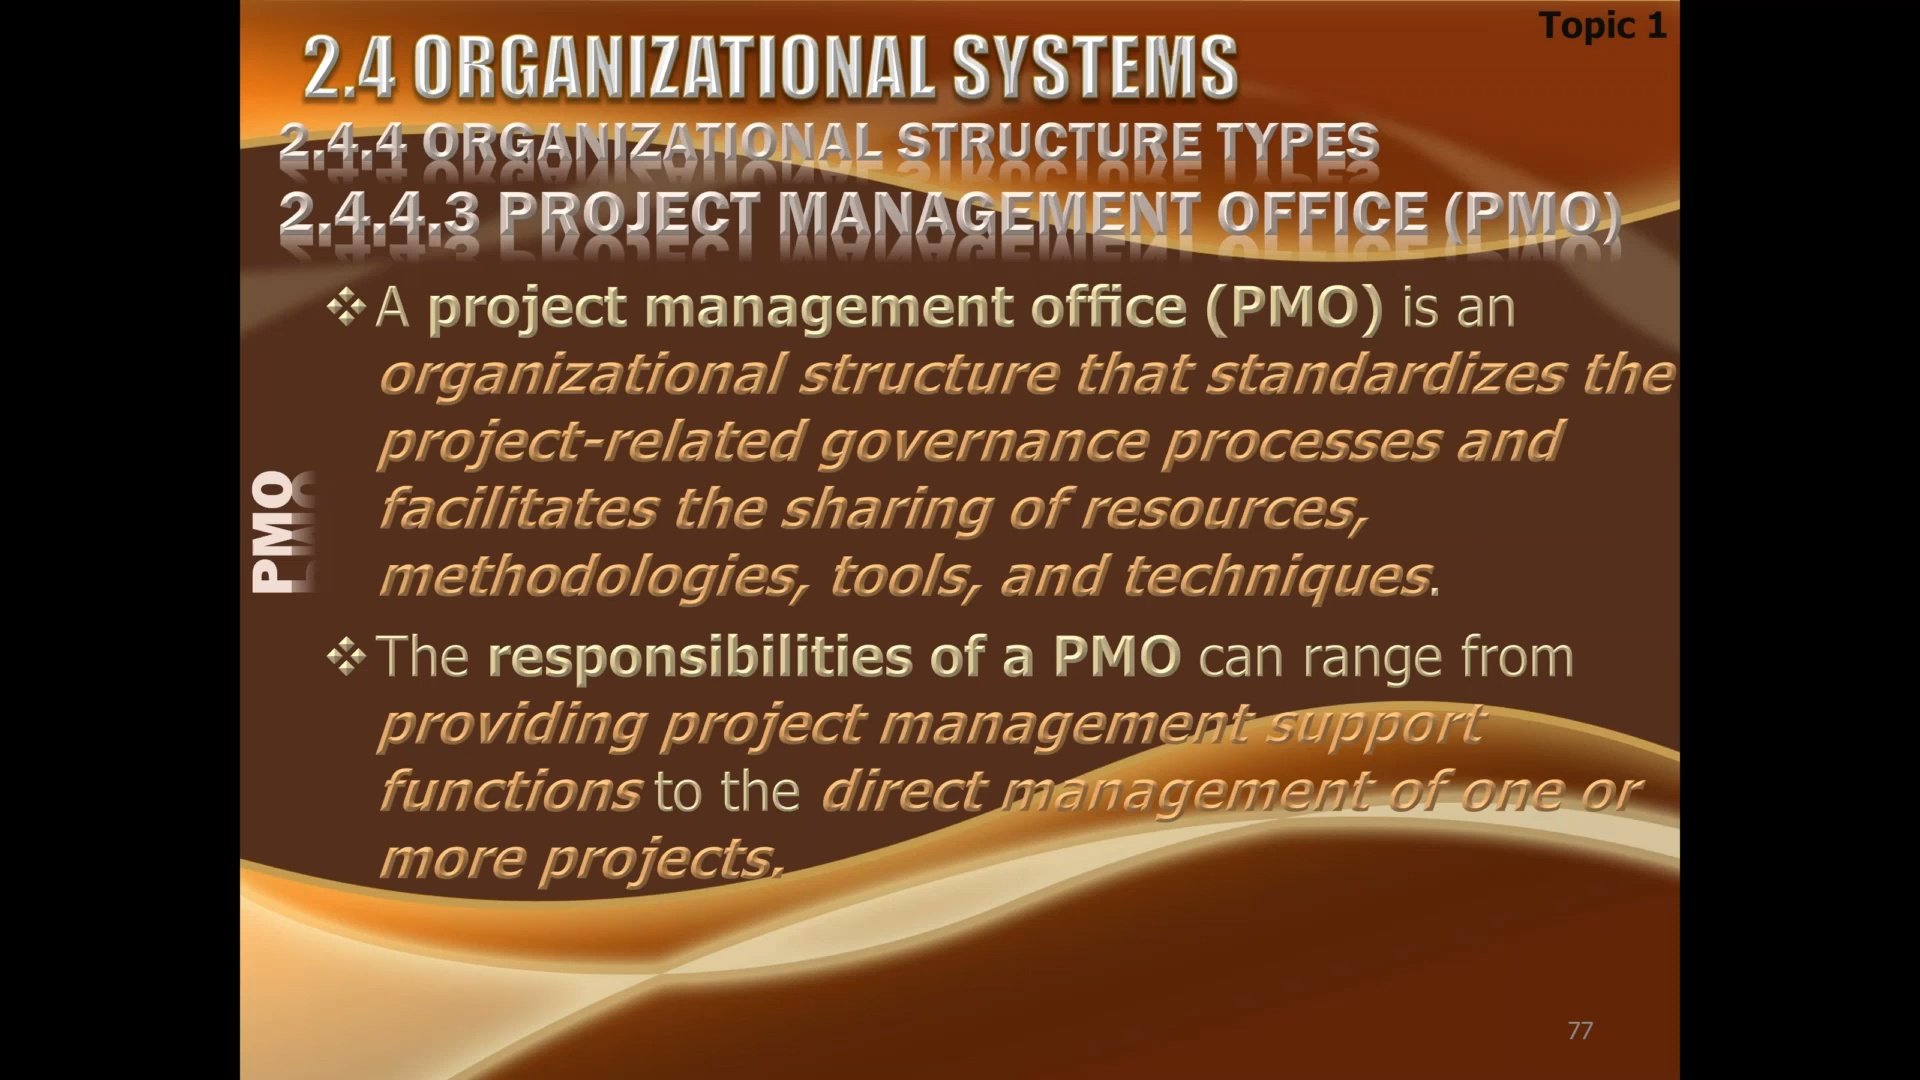 Topic 1
2.4 ORGANIZATIONAL SYSTEMS
2.4.4 ORGANIZATIONAL STRUCTURE TYPES
2.4.4.3 PROJECT MANAGEMENT OFFICE (PMO)
PMO
❖A project management office (PMO) is an
organizational structure that standardizes the
project-related governance processes and
facilitates the sharing of resources,
methodologies, tools, and techniques.
❖The responsibilities of a PMO can range from
providing project management support
functions to the direct management of one or
more projects.
77